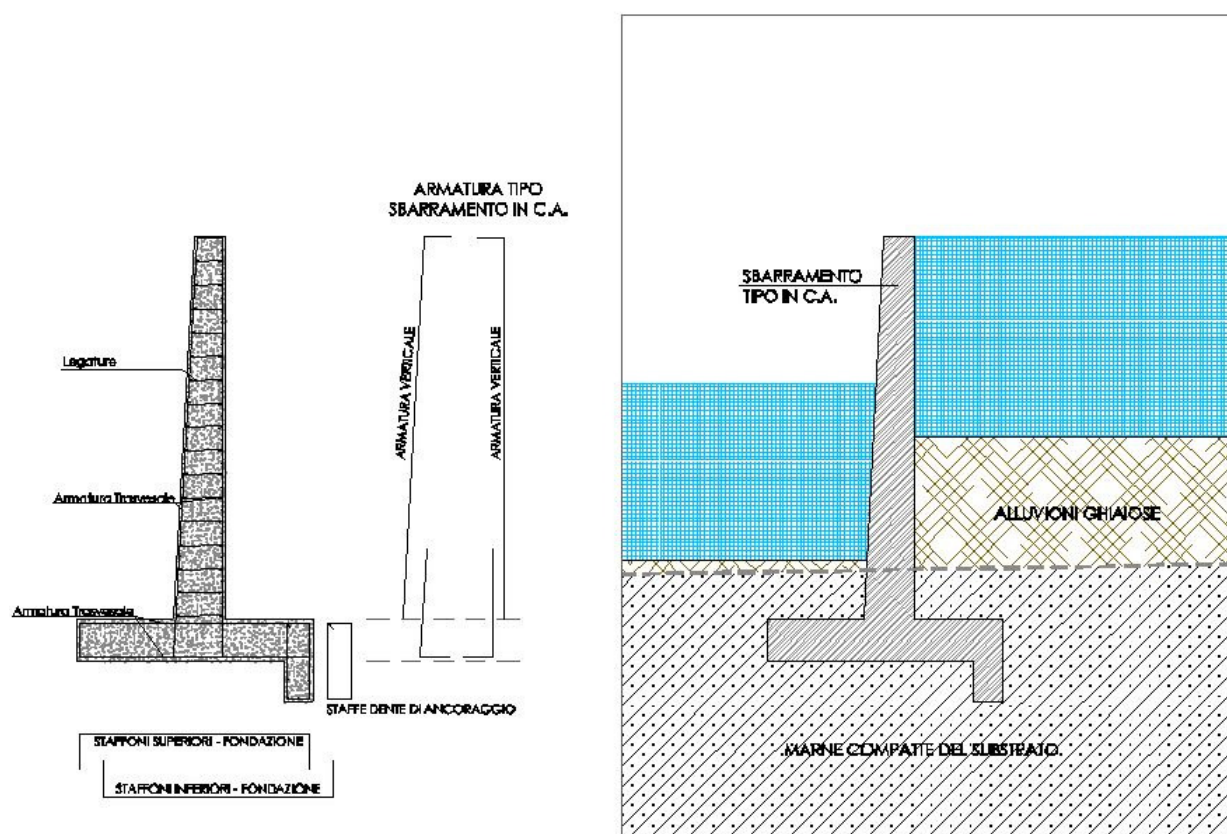 ARMATURA TIPO
SBARRAMENTO IN C.A.
Legature
ARMATURA VERTICALE
ARMATURA VERTICALE
Armatura Trasversale
Armatura Trasversale
STAFFE DENTE DI ANCORAGGIO
STAFFONI SUPERIORI - FONDAZIONE
STAFFONI INFERIORI - FONDAZIONE
SBARRAMENTO
TIPO IN C.A.
ALLUVIONI GHIAIOSE
MARNE COMPATTE DEL SUBSTRATO